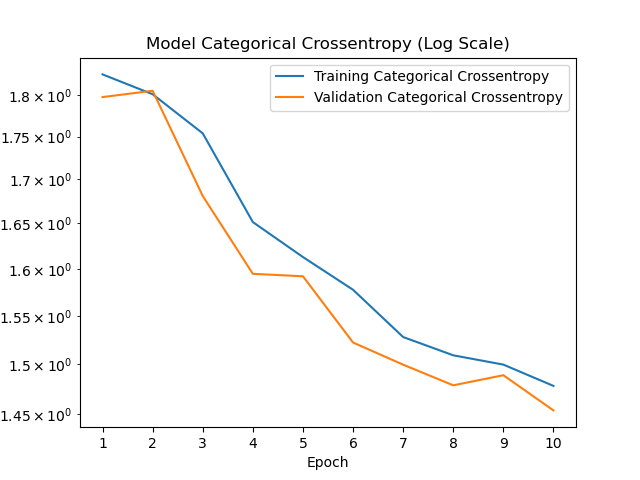 Model Categorical Crossentropy (Log Scale)
Training Categorical Crossentropy
Validation Categorical Crossentropy
1.8 × 10⁰
1.75 × 10⁰
1.7 × 10⁰
1.65 × 10⁰
1.6 × 10⁰
1.55 × 10⁰
1.5 × 10⁰
1.45 × 10⁰
1 2 3 4 5 6 7 8 9 10
Epoch